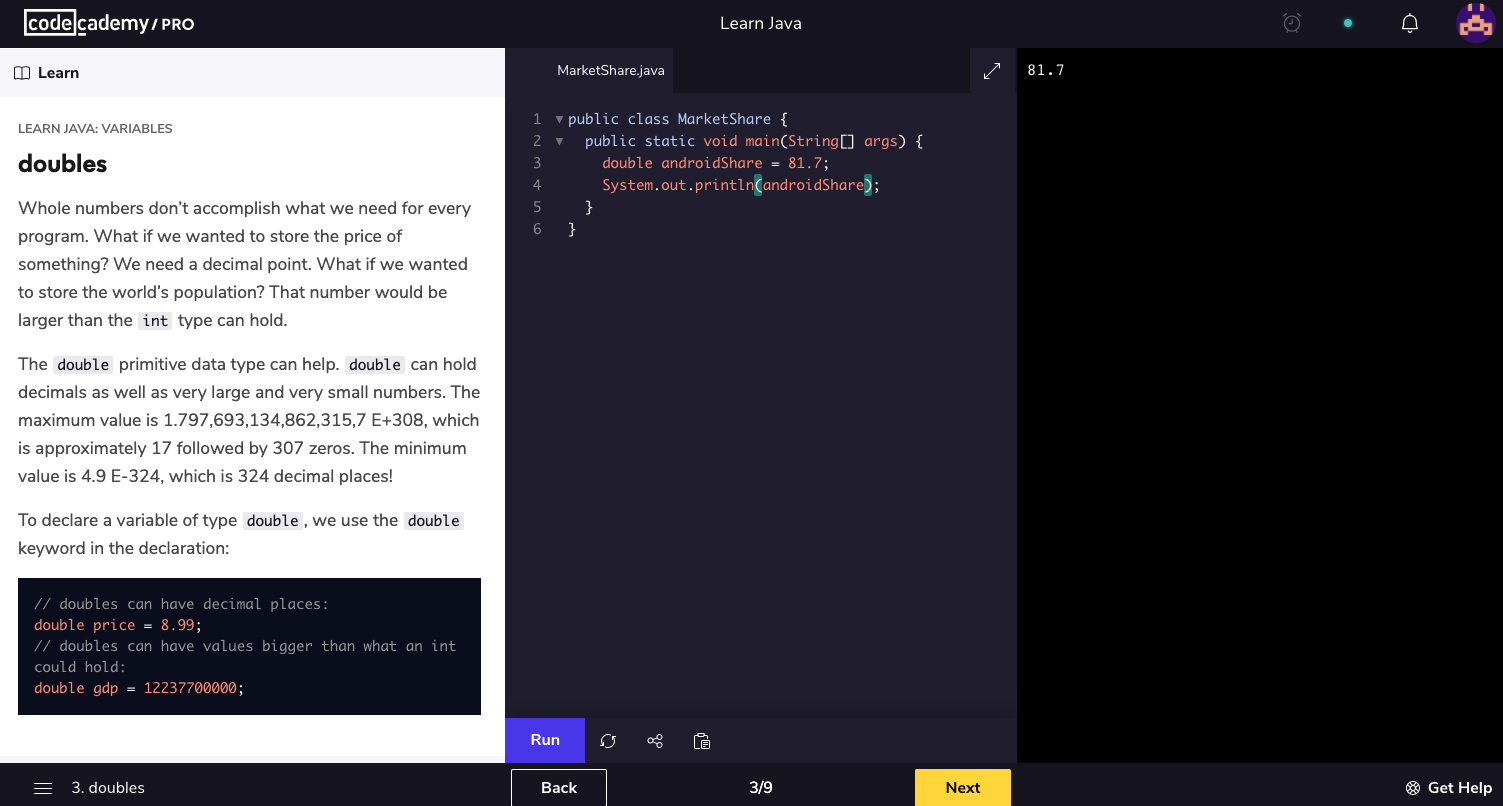 codecademy/PRO
Learn Java
Learn
LEARN JAVA: VARIABLES
doubles
Whole numbers don't accomplish what we need for every
program. What if we wanted to store the price of
something? We need a decimal point. What if we wanted
to store the world's population? That number would be
larger than the int type can hold.
The double primitive data type can help. double can hold
decimals as well as very large and very small numbers. The
maximum value is 1.797,693,134,862,315,7 E+308, which
is approximately 17 followed by 307 zeros. The minimum
value is 4.9 E-324, which is 324 decimal places!
To declare a variable of type double, we use the double
keyword in the declaration:
// doubles can have decimal places:
double price = 8.99;
// doubles can have values bigger than what an int
could hold:
double gdp = 12237700000;
MarketShare.java
1 public class MarketShare {
2 public static void main(String[] args) {
3 double androidShare = 81.7;
4 System.out.println(androidShare);
5 }
6 }
81.7
Run
3. doubles
Back
3/9
Next
Get Help